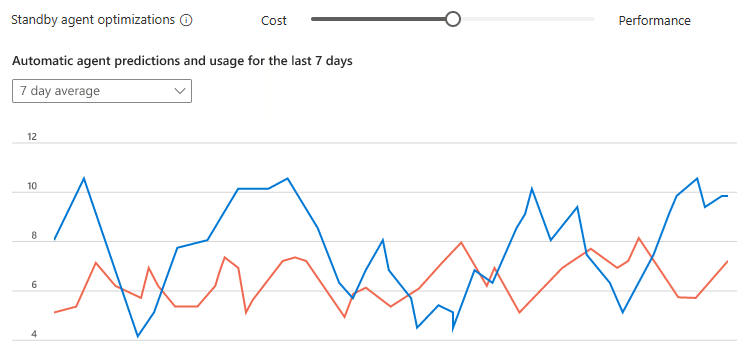 Standby agent optimizations Cost Performance
Automatic agent predictions and usage for the last 7 days
7 day average
12
10
8
6
4